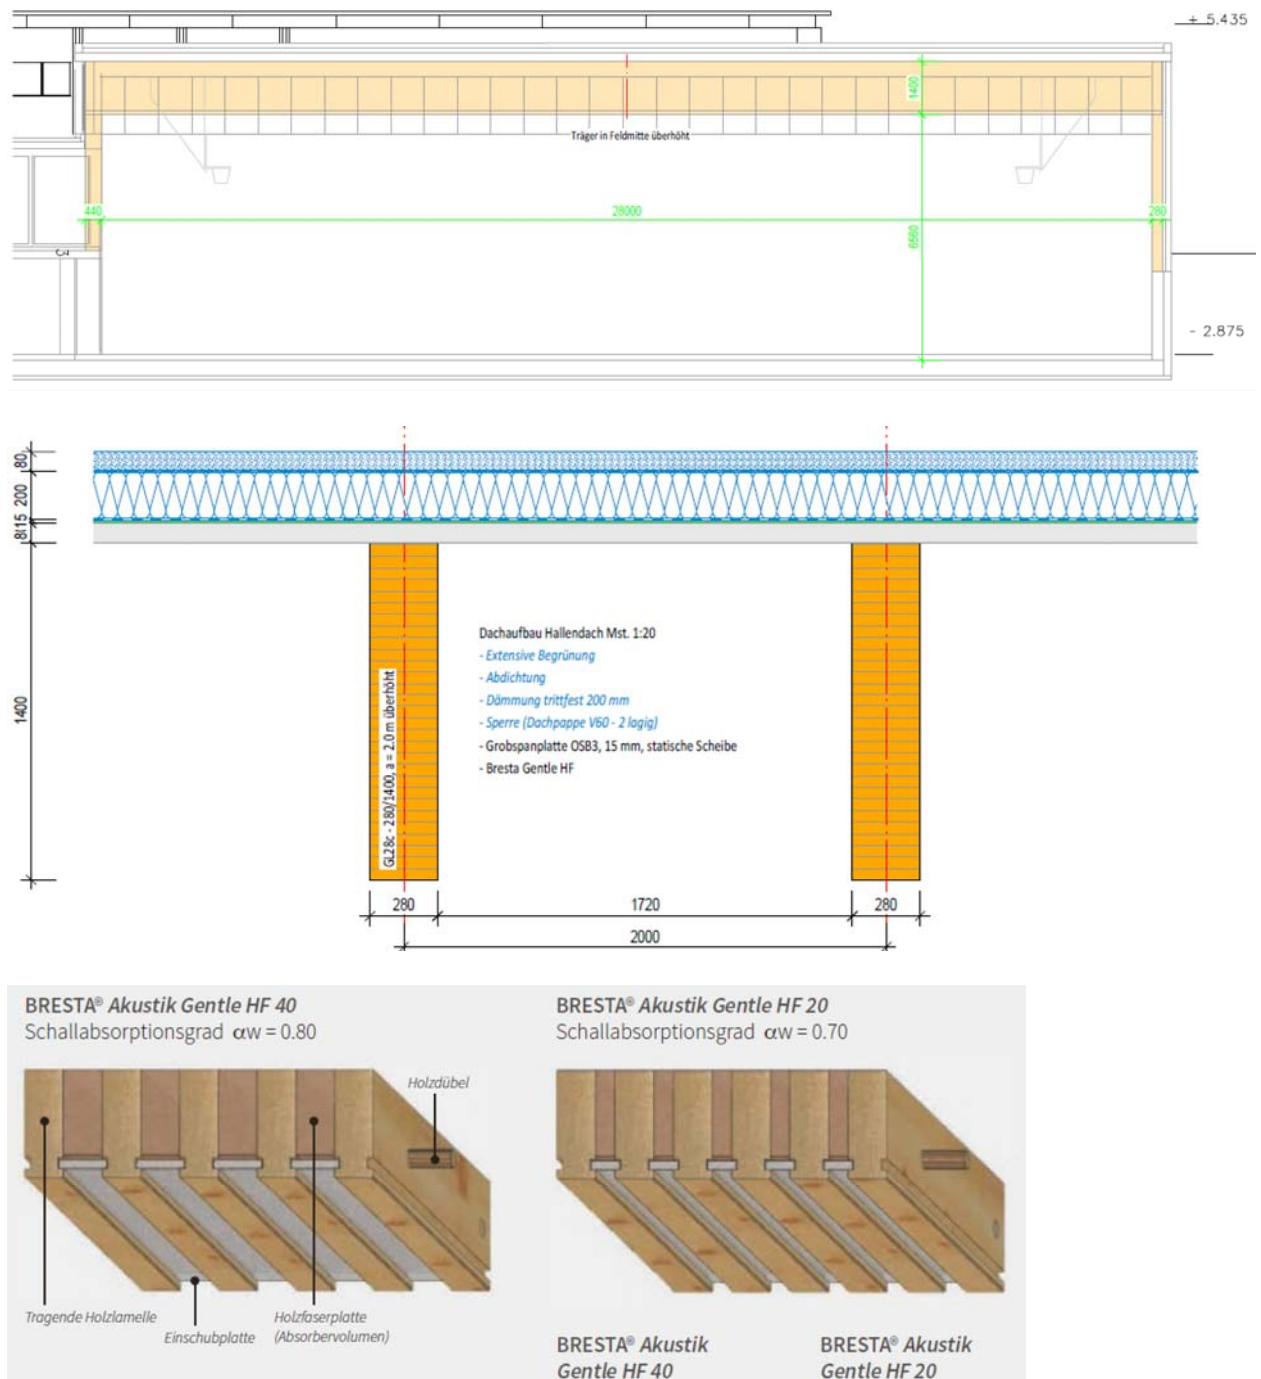 + 5.435
1400
Träger in Feldmitte überhöht
440
28000
280
6560
3
- 2.875
80
200
15
8
1400
Dachaufbau Hallendach Mst. 1:20
- Extensive Begrünung
- Abdichtung
- Dämmung trittfest 200 mm
- Sperre (Dachpappe V60 - 2 lagig)
- Grobspanplatte OSB3, 15 mm, statische Scheibe
- Bresta Gentle HF
GL28c - 280/1400, a = 2.0 m überhöht
280
1720
280
2000
BRESTA® Akustik Gentle HF 40
Schallabsorptionsgrad αw = 0.80
Holzdübel
Tragende Holzlamelle
Einschubplatte
Holzfaserplatte
(Absorbervolumen)
BRESTA® Akustik Gentle HF 20
Schallabsorptionsgrad αw = 0.70
BRESTA® Akustik
Gentle HF 40
BRESTA® Akustik
Gentle HF 20